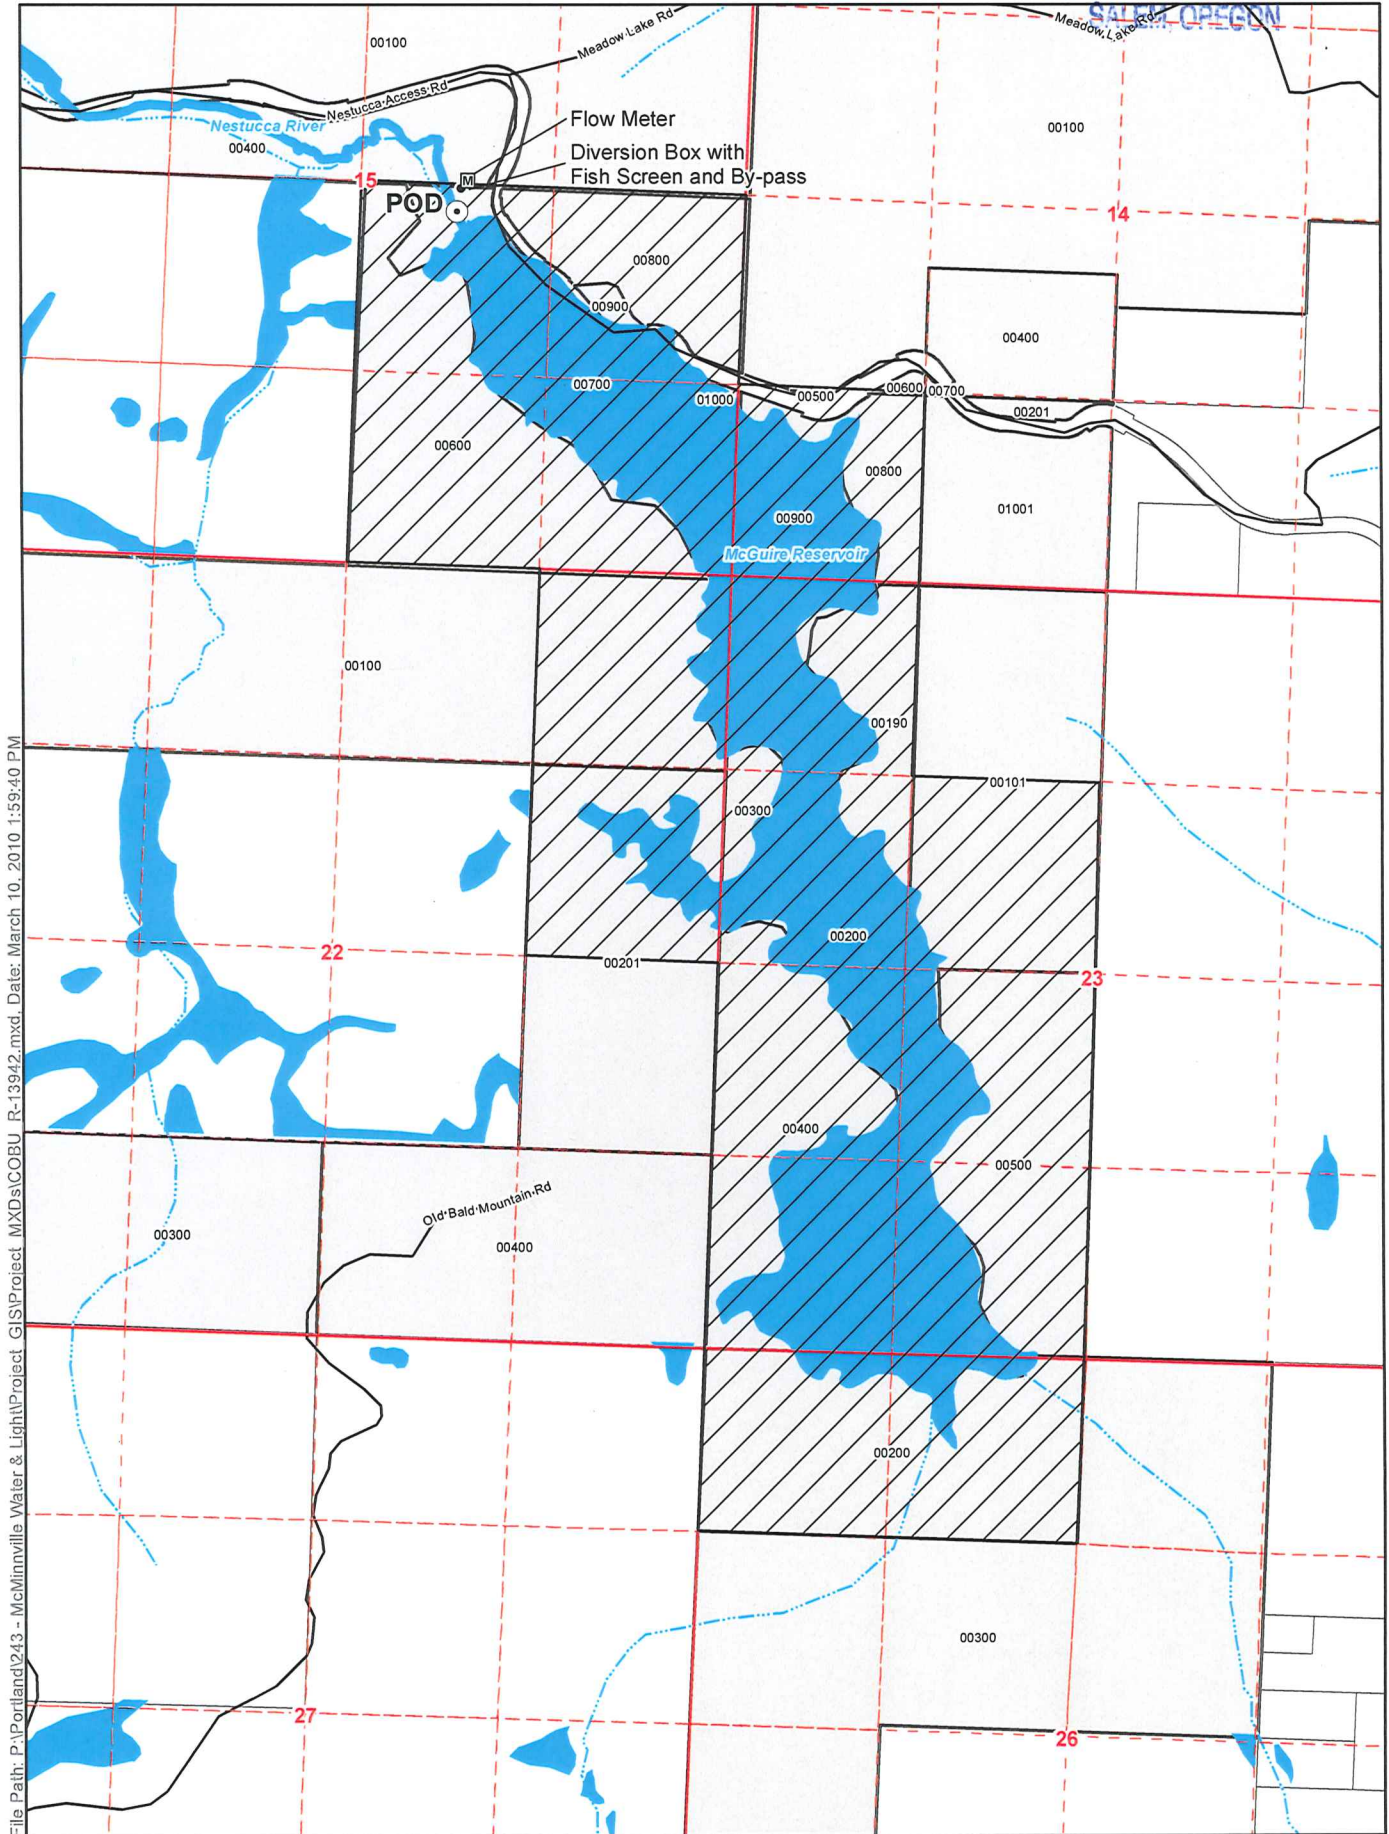 SALEM, OREGON
Meadow Lake Rd
Meadow Lake Rd
00100
Nestucca Access Rd
Nestucca River
00400
Flow Meter
00100
Diversion Box with
Fish Screen and By-pass
M
15
POD
14
00800
00900
00400
00700
01000
00500
00600
00700
00201
00600
00800
01001
00900
McGuire Reservoir
00100
00190
00101
00300
00200
22
00201
23
00400
00500
Old Bald Mountain Rd
00300
00400
00200
00300
27
26
File Path: P:\Portland\243 - McMinnville Water & Light\Project_GIS\Project_MXDs\COBU_R-13942.mxd, Date: March 10, 2010 1:59:40 PM